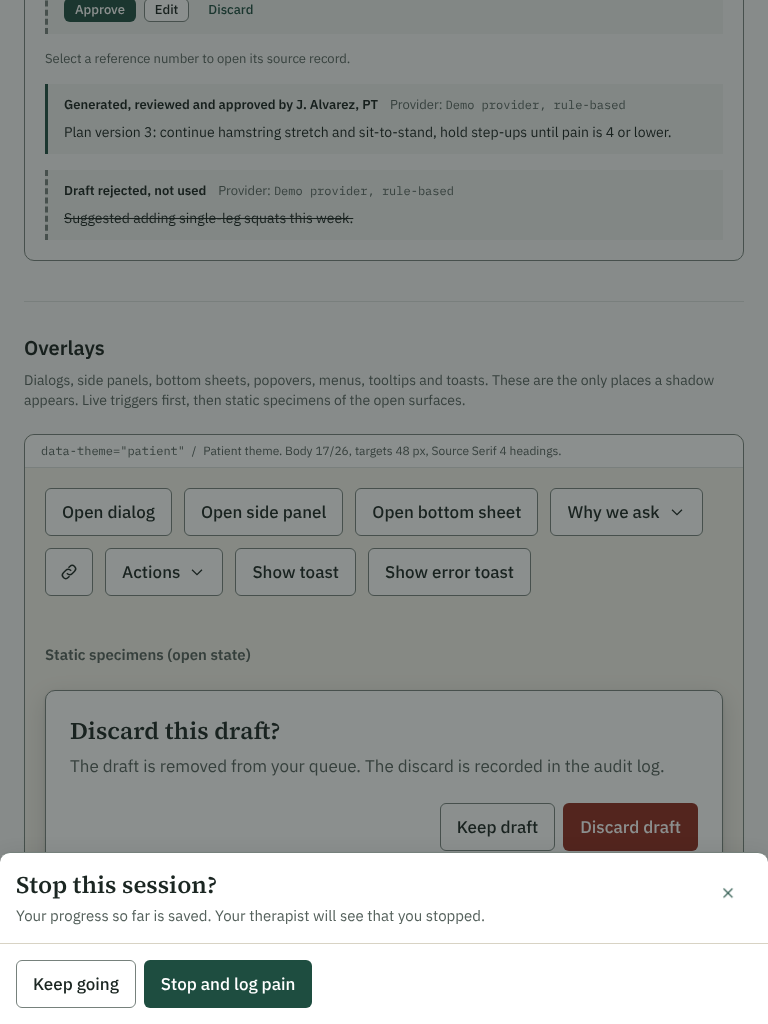 Approve Edit Discard
Select a reference number to open its source record.
Generated, reviewed and approved by J. Alvarez, PT Provider: Demo provider, rule-based
Plan version 3: continue hamstring stretch and sit-to-stand, hold step-ups until pain is 4 or lower.
Draft rejected, not used Provider: Demo provider, rule-based
Suggested adding single-leg squats this week.
Overlays
Dialogs, side panels, bottom sheets, popovers, menus, tooltips and toasts. These are the only places a shadow
appears. Live triggers first, then static specimens of the open surfaces.
data-theme="patient" / Patient theme. Body 17/26, targets 48 px, Source Serif 4 headings.
Open dialog Open side panel Open bottom sheet Why we ask
Actions Show toast Show error toast
Static specimens (open state)
Discard this draft?
The draft is removed from your queue. The discard is recorded in the audit log.
Keep draft Discard draft
Stop this session?
Your progress so far is saved. Your therapist will see that you stopped.
Keep going Stop and log pain